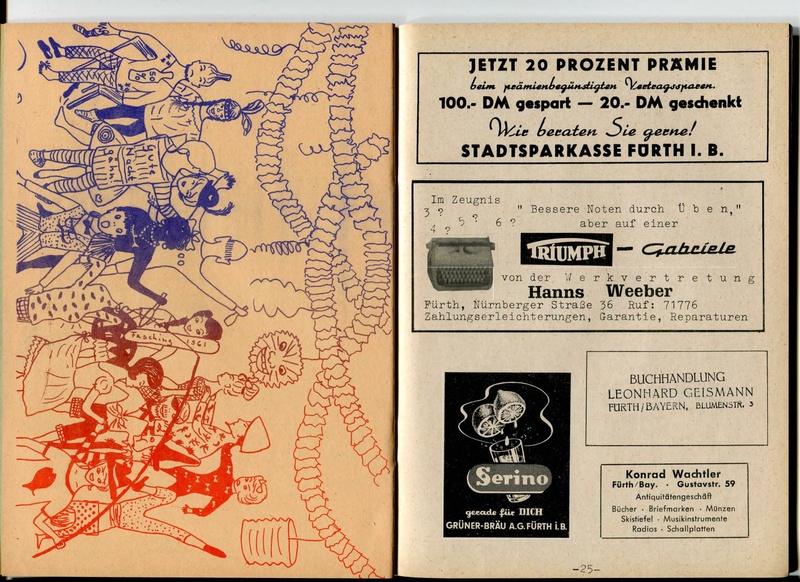 50%
Gute
Nacht
Bahn!
Fasching 1961
JETZT 20 PROZENT PRÄMIE
beim prämienbegünstigten Vertragssparen.
100.- DM gespart — 20.- DM geschenkt
Wir beraten Sie gerne!
STADTSPARKASSE FÜRTH I. B.
Im Zeugnis
3 ? " Bessere Noten durch Üben,"
4 ? 5 ? 6 ? aber auf einer
TRIUMPH — Gabriele
von der Werkvertretung
Hanns Weeber
Fürth, Nürnberger Straße 36 Ruf: 71776
Zahlungserleichterungen, Garantie, Reparaturen
BUCHHANDLUNG
LEONHARD GEISMANN
FÜRTH/BAYERN, BLUMENSTR. 3
Serino
gerade für DICH
GRÜNER-BRÄU A.G. FÜRTH i.B.
Konrad Wachtler
Fürth/Bay. · Gustavstr. 59
Antiquitätengeschäft
Bücher · Briefmarken · Münzen
Skistiefel · Musikinstrumente
Radios · Schallplatten
-25-